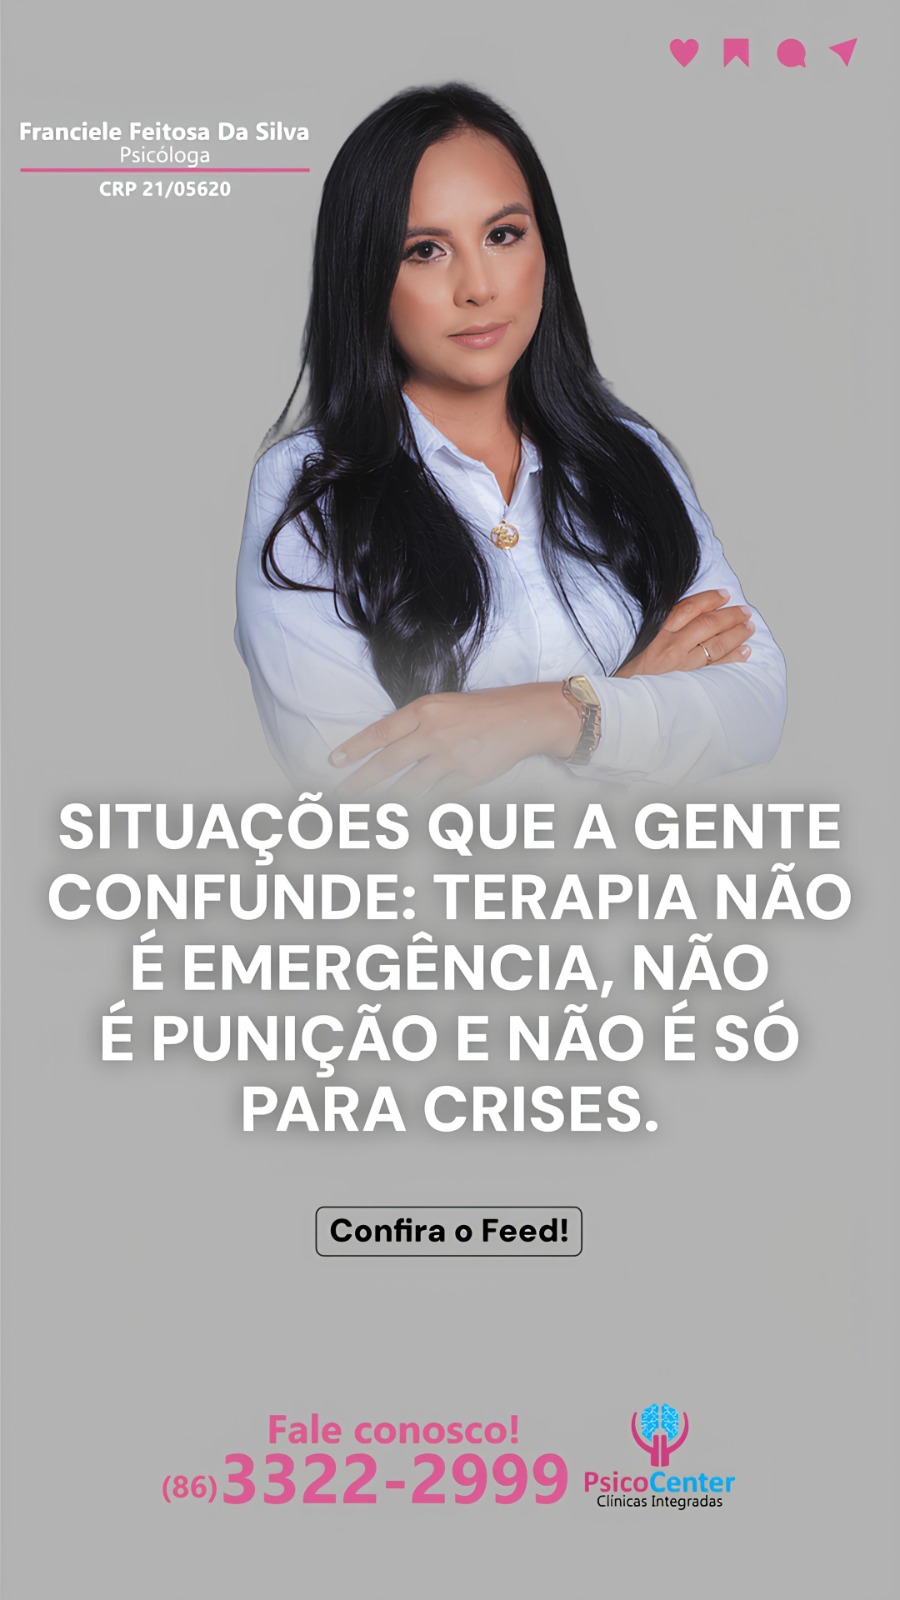 Franciele Feitosa Da Silva
Psicóloga
CRP 21/05620
SITUAÇÕES QUE A GENTE
CONFUNDE: TERAPIA NÃO
É EMERGÊNCIA, NÃO
É PUNIÇÃO E NÃO É SÓ
PARA CRISES.
Confira o Feed!
Fale conosco!
(86) 3322-2999
PsicoCenter
Clínicas Integradas